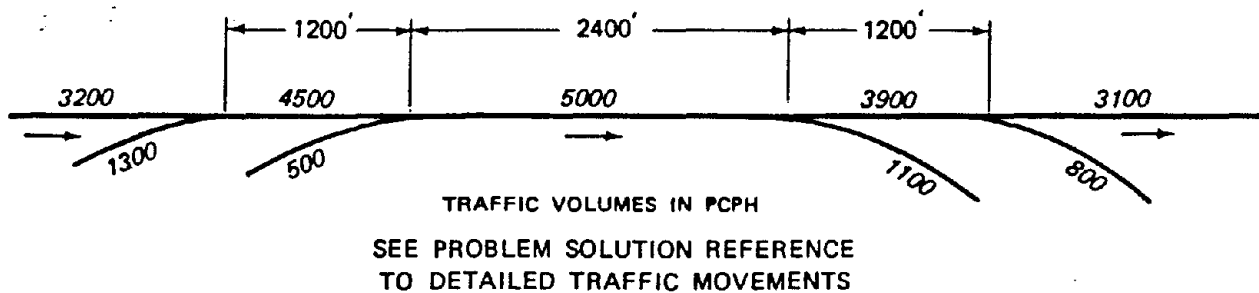 1200' 2400' 1200'
3200 4500 5000 3900 3100
1300 500 1100 800
TRAFFIC VOLUMES IN PCPH
SEE PROBLEM SOLUTION REFERENCE
TO DETAILED TRAFFIC MOVEMENTS